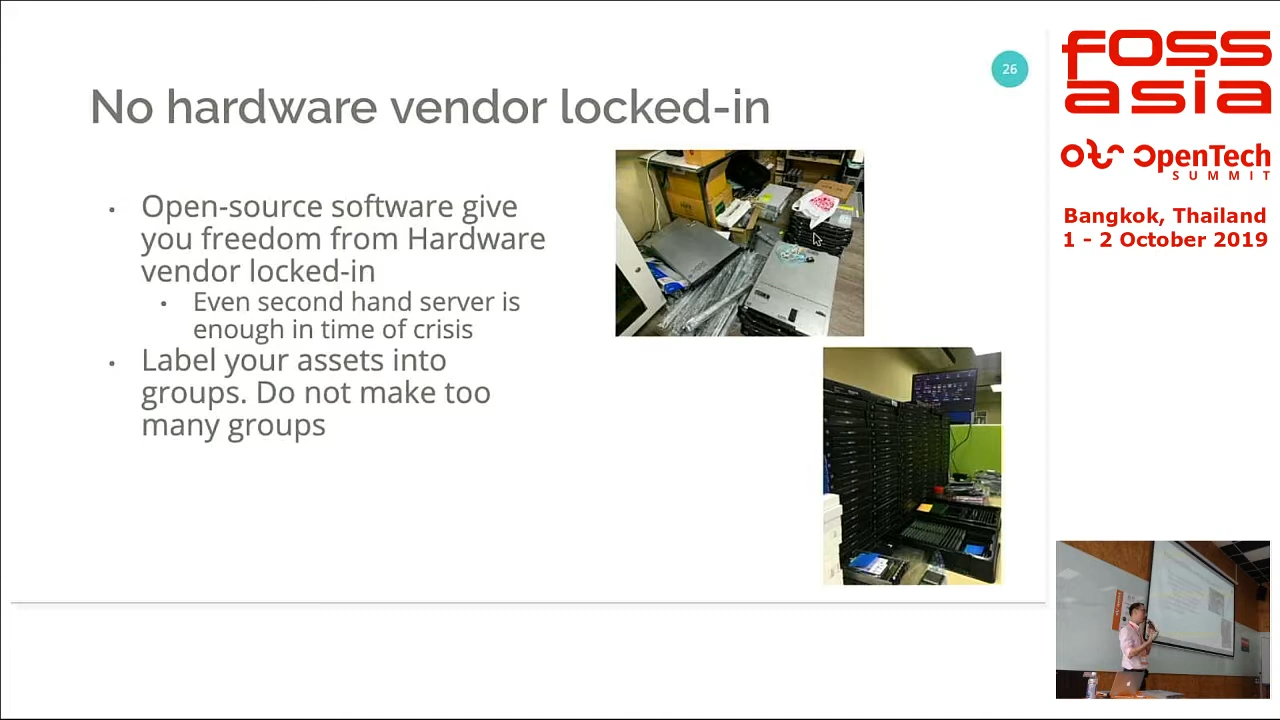 26
No hardware vendor locked-in
• Open-source software give
you freedom from Hardware
vendor locked-in
• Even second hand server is
enough in time of crisis
• Label your assets into
groups. Do not make too
many groups
FOSS
asia
OpenTech
SUMMIT
Bangkok, Thailand
1 - 2 October 2019